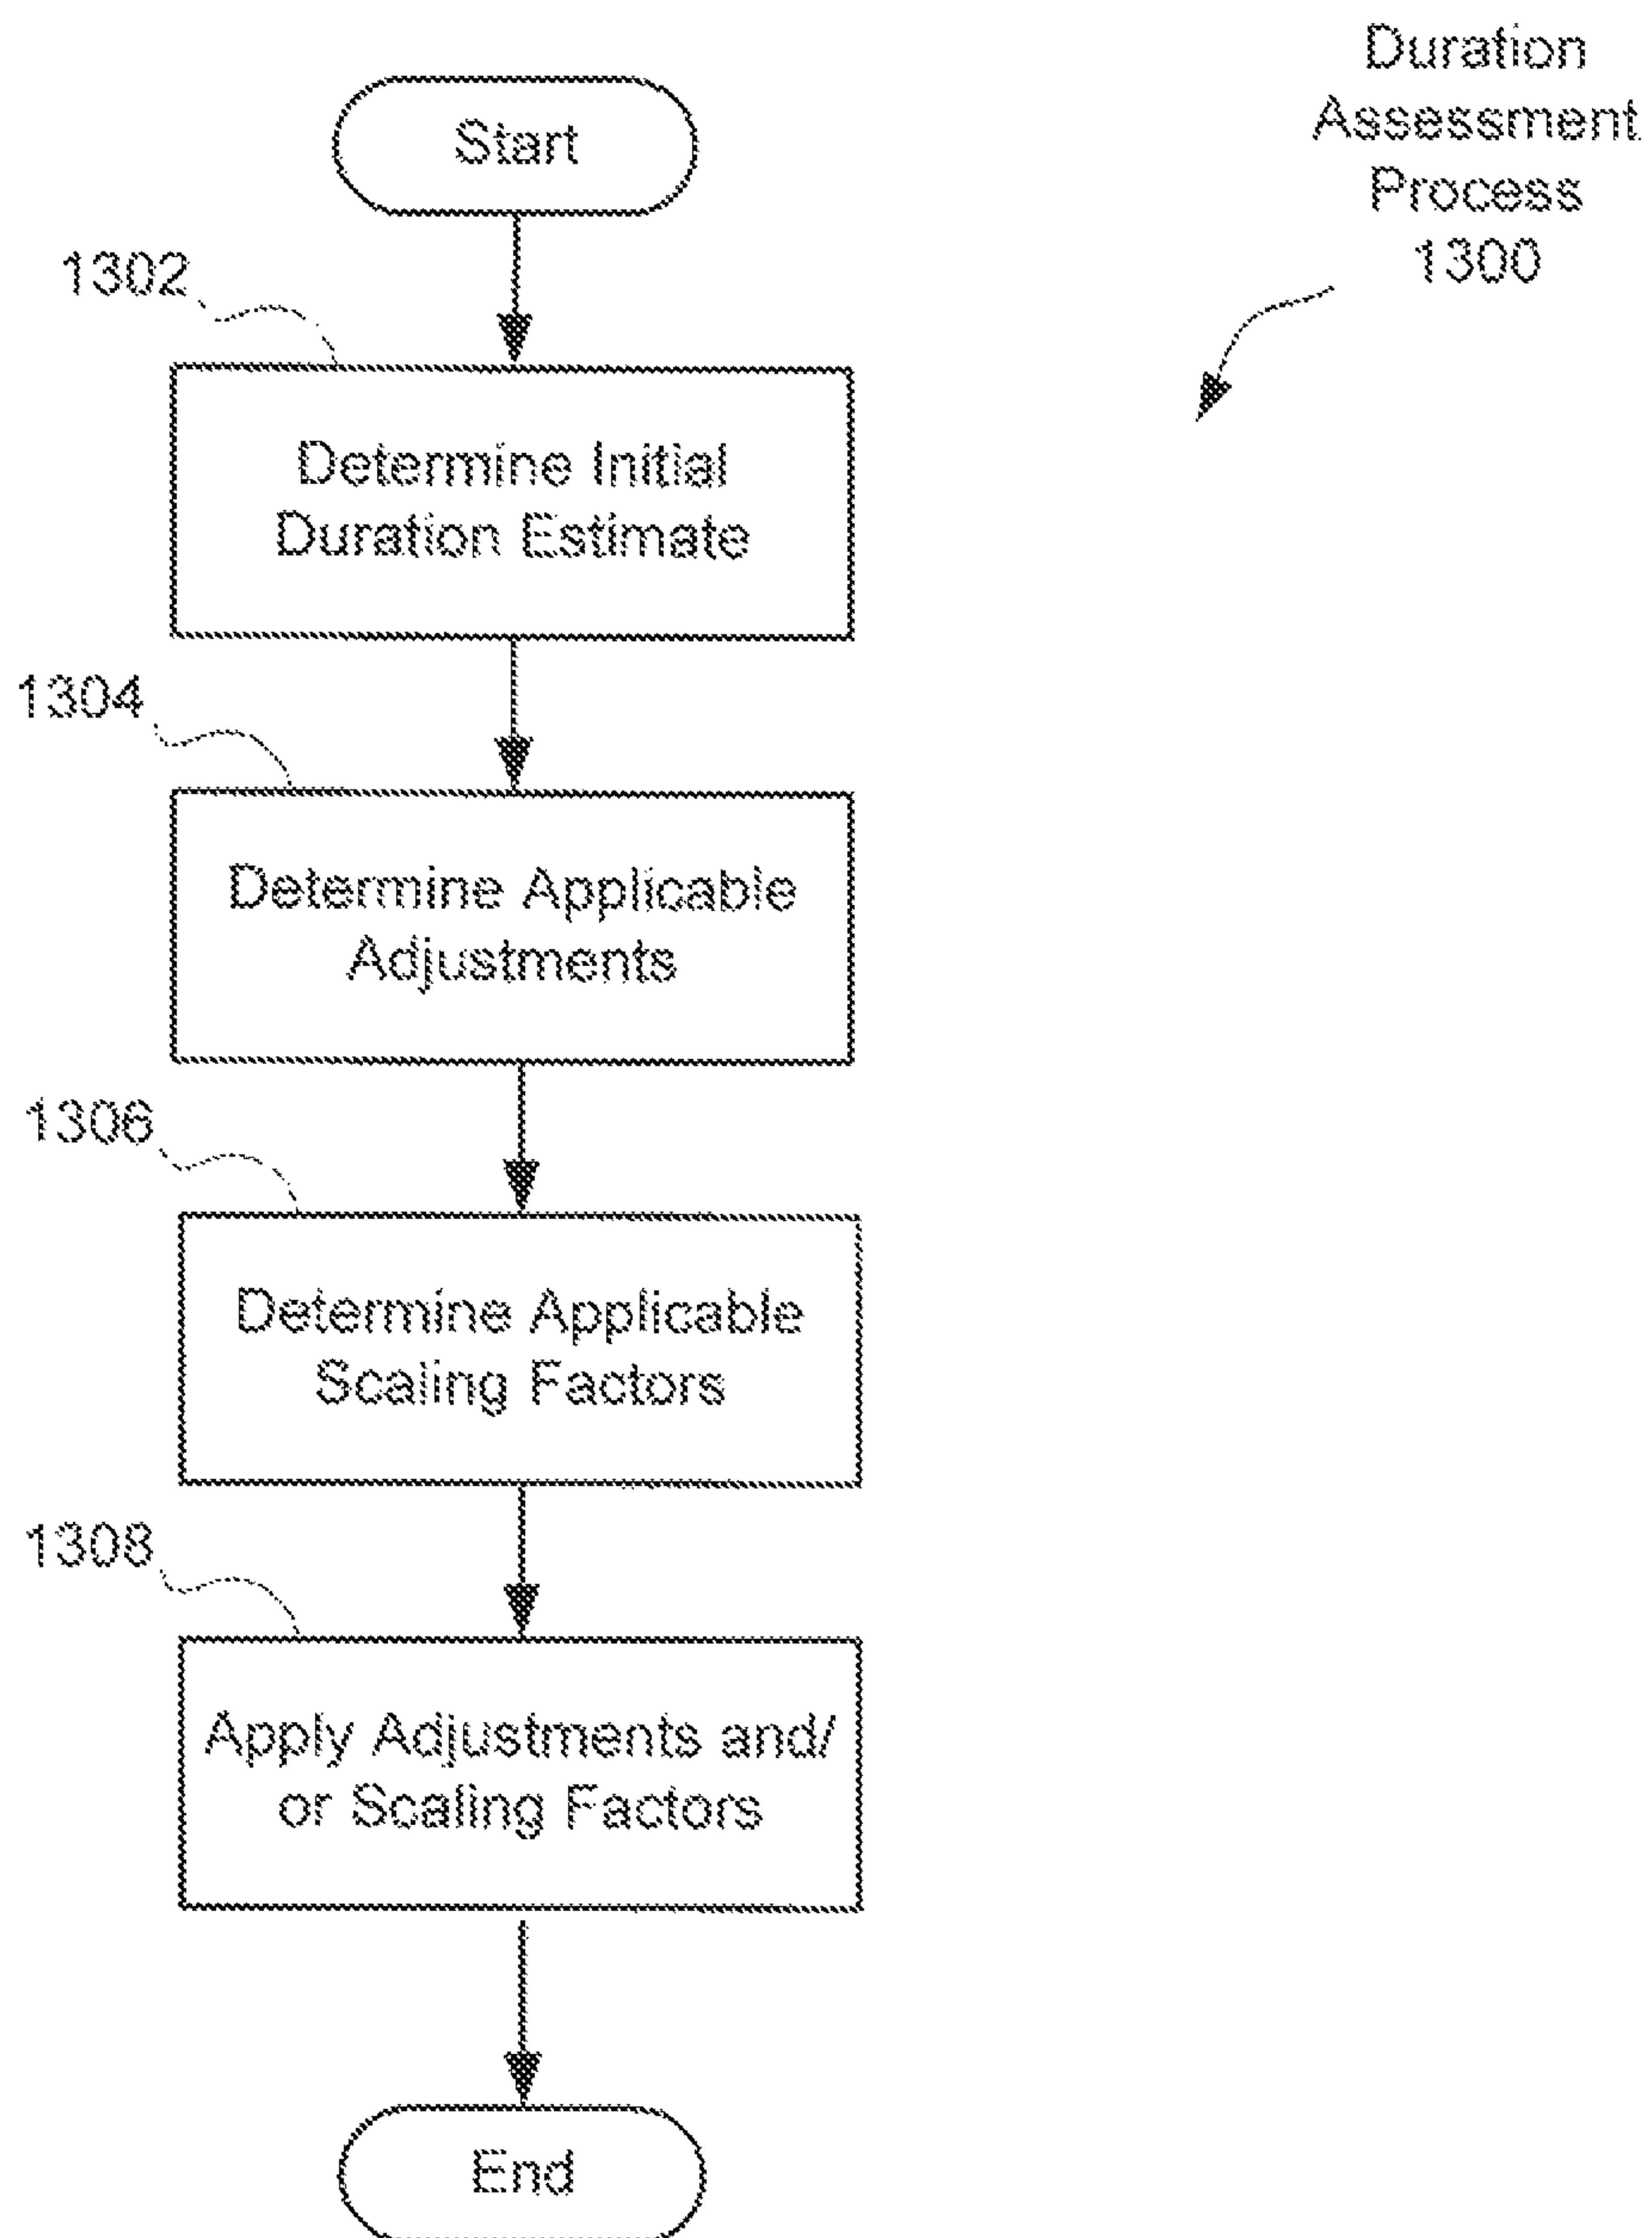 Duration
Assessment
Process
1300
Start
1302
Determine Initial
Duration Estimate
1304
Determine Applicable
Adjustments
1306
Determine Applicable
Scaling Factors
1308
Apply Adjustments and/
or Scaling Factors
End